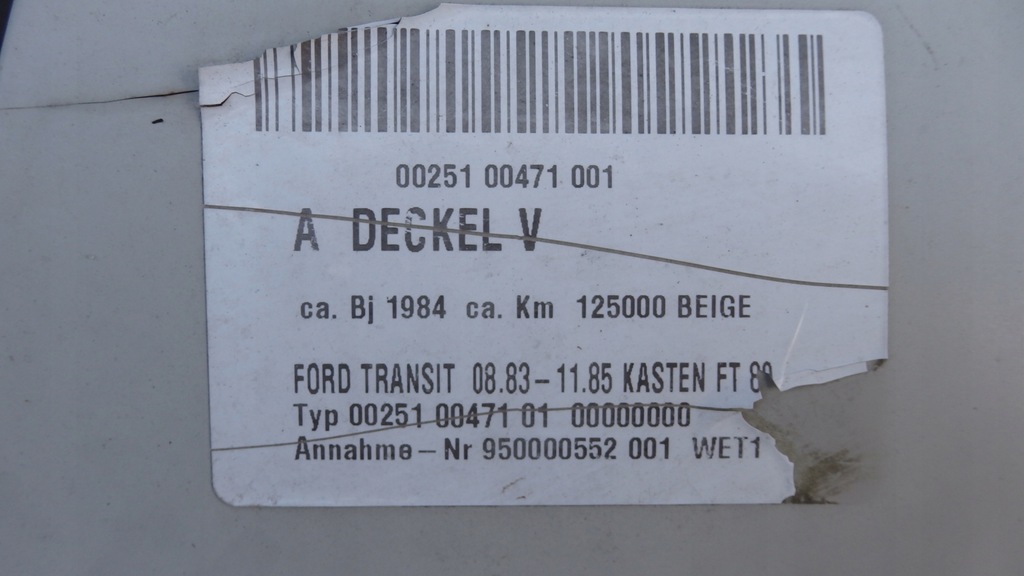 00251 00471 001
A DECKEL V
ca. Bj 1984 ca. Km 125000 BEIGE
FORD TRANSIT 08.83-11.85 KASTEN FT
Typ 00251 00471 01 00000000
Annahme-Nr 950000552 001 WET1